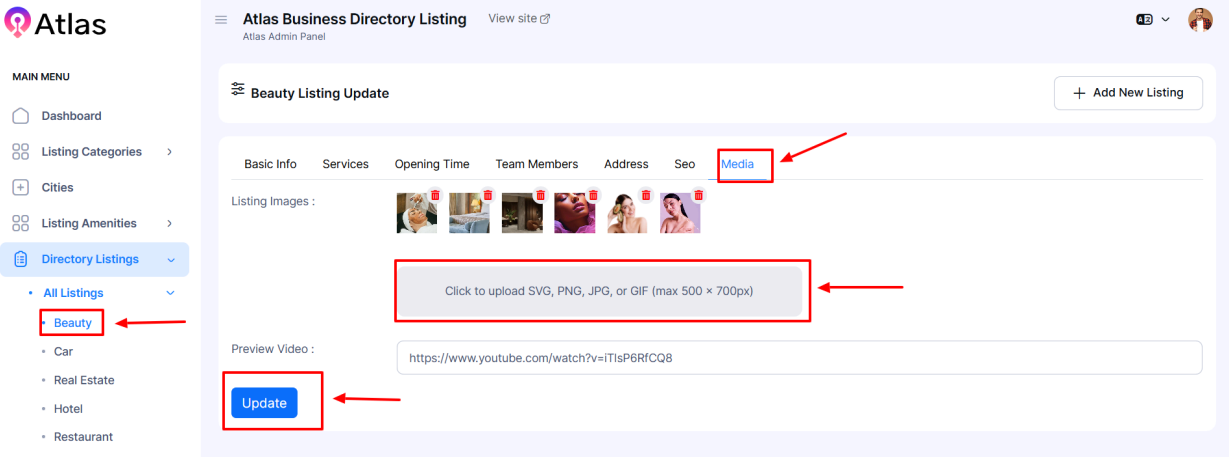 Atlas
Atlas Business Directory Listing
View site
Atlas Admin Panel
MAIN MENU
Dashboard
Listing Categories
Cities
Listing Amenities
Directory Listings
All Listings
Beauty
Car
Real Estate
Hotel
Restaurant
Beauty Listing Update
Add New Listing
Basic Info
Services
Opening Time
Team Members
Address
Seo
Media
Listing Images :
Click to upload SVG, PNG, JPG, or GIF (max 500 × 700px)
Preview Video :
https://www.youtube.com/watch?v=iTlsP6RfCQ8
Update